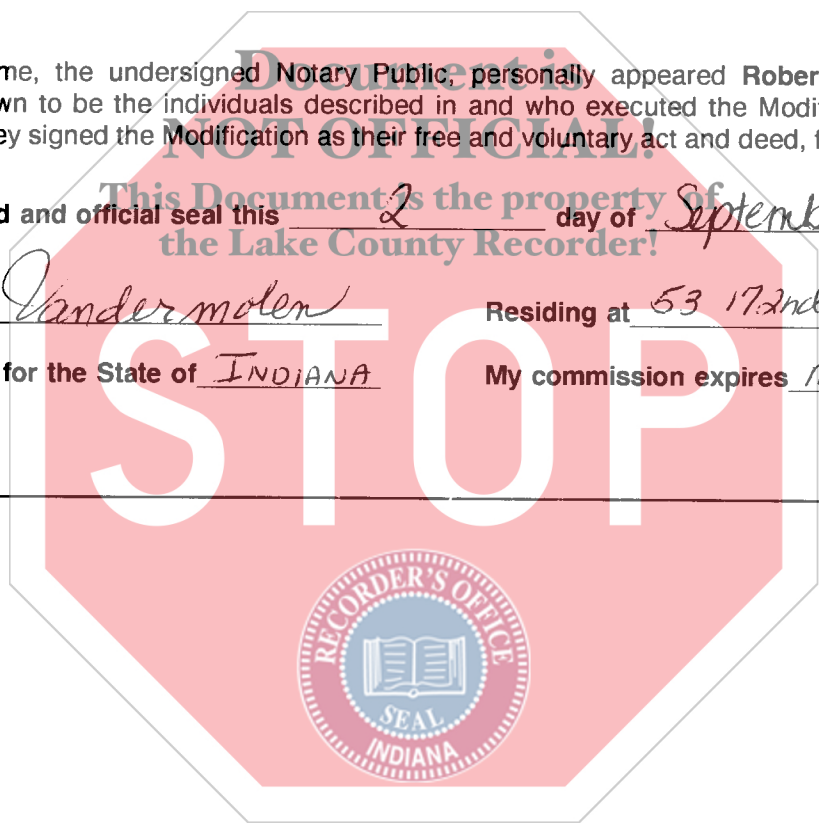 Document is
me, the undersigned Notary Public, personally appeared Rober
wn to be the individuals described in and who executed the Modi
NOT OFFICIAL!
ey signed the Modification as their free and voluntary act and deed, f
This Document is the property of
d and official seal this 2 day of Septemb
the Lake County Recorder!
Vandermolen Residing at 53 172nd
for the State of INDIANA My commission expires
STOP
RECORDER'S OFFICE
SEAL
INDIANA